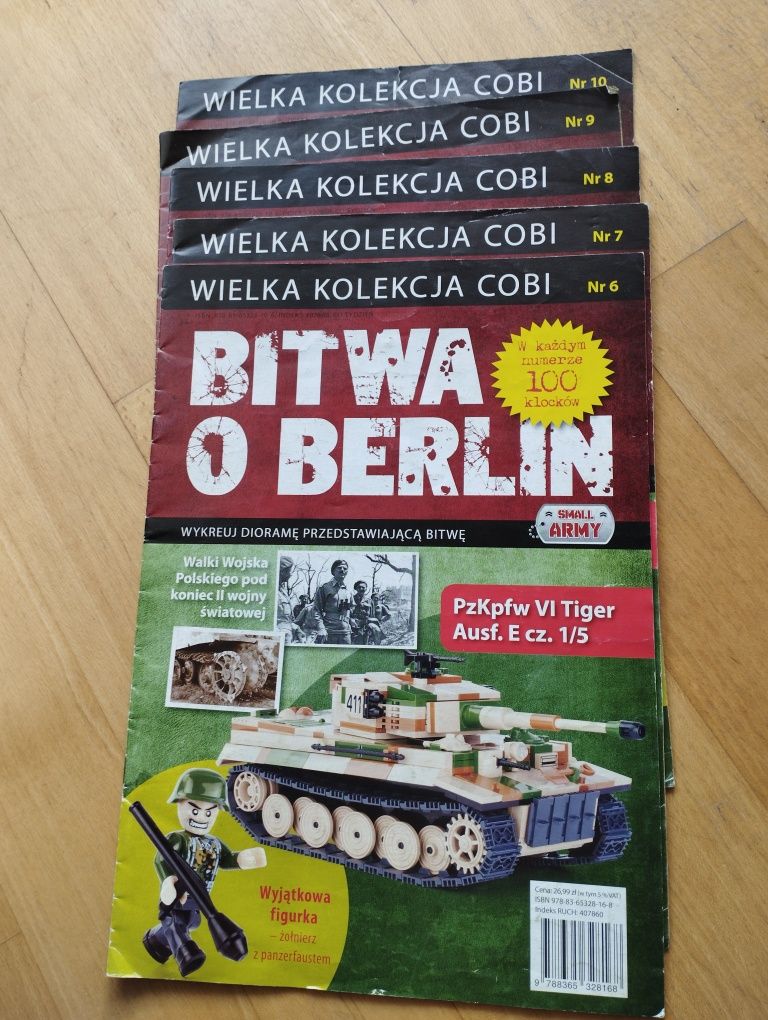 WIELKA KOLEKCJA COBI Nr 10
WIELKA KOLEKCJA COBI Nr 9
WIELKA KOLEKCJA COBI Nr 8
WIELKA KOLEKCJA COBI Nr 7
WIELKA KOLEKCJA COBI Nr 6
BITWA
O BERLIN
W każdym
numerze
100
klocków
SMALL
ARMY
WYKREUJ DIORAMĘ PRZEDSTAWIAJĄCĄ BITWĘ
Walki Wojska
Polskiego pod
koniec II wojny
światowej
PzKpfw VI Tiger
Ausf. E cz. 1/5
411
Wyjątkowa
figurka
– żołnierz
z panzerfaustem
Cena: 26,99 zł (w tym 5 % VAT)
ISBN 978-83-65328-16-8
Indeks RUCH: 407860
9 788365 328168